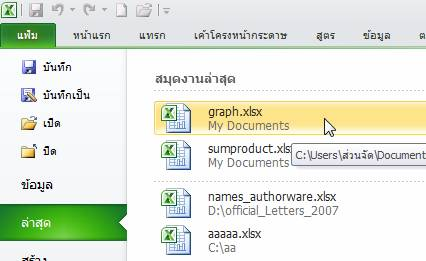 แฟ้ม หน้าแรก แทรก เค้าโครงหน้ากระดาษ สูตร ข้อมูล
บันทึก
บันทึกเป็น
เปิด
ปิด
ข้อมูล
ล่าสุด
สร้าง
สมุดงานล่าสุด
graph.xlsx
My Documents
sumproduct.xlsx
My Documents
C:\Users\ส่วนจัด\Document
names_authorware.xlsx
D:\official_Letters_2007
aaaaa.xlsx
C:\aa